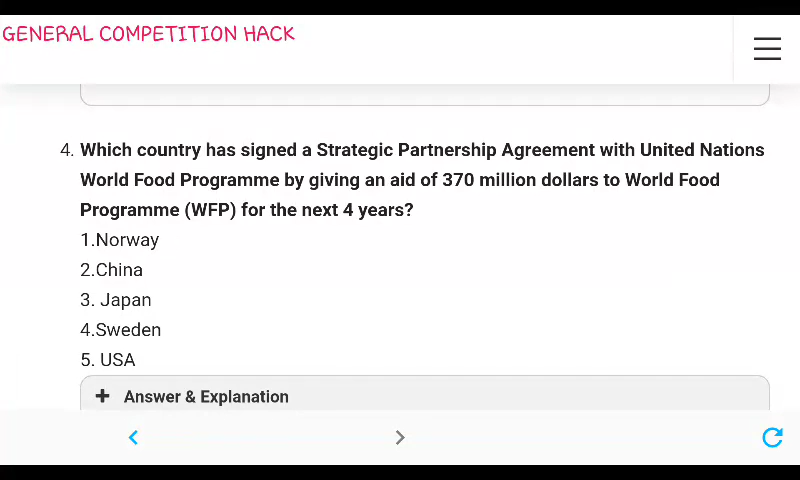 GENERAL COMPETITION HACK
4. Which country has signed a Strategic Partnership Agreement with United Nations
World Food Programme by giving an aid of 370 million dollars to World Food
Programme (WFP) for the next 4 years?
1.Norway
2.China
3. Japan
4.Sweden
5. USA
+ Answer & Explanation